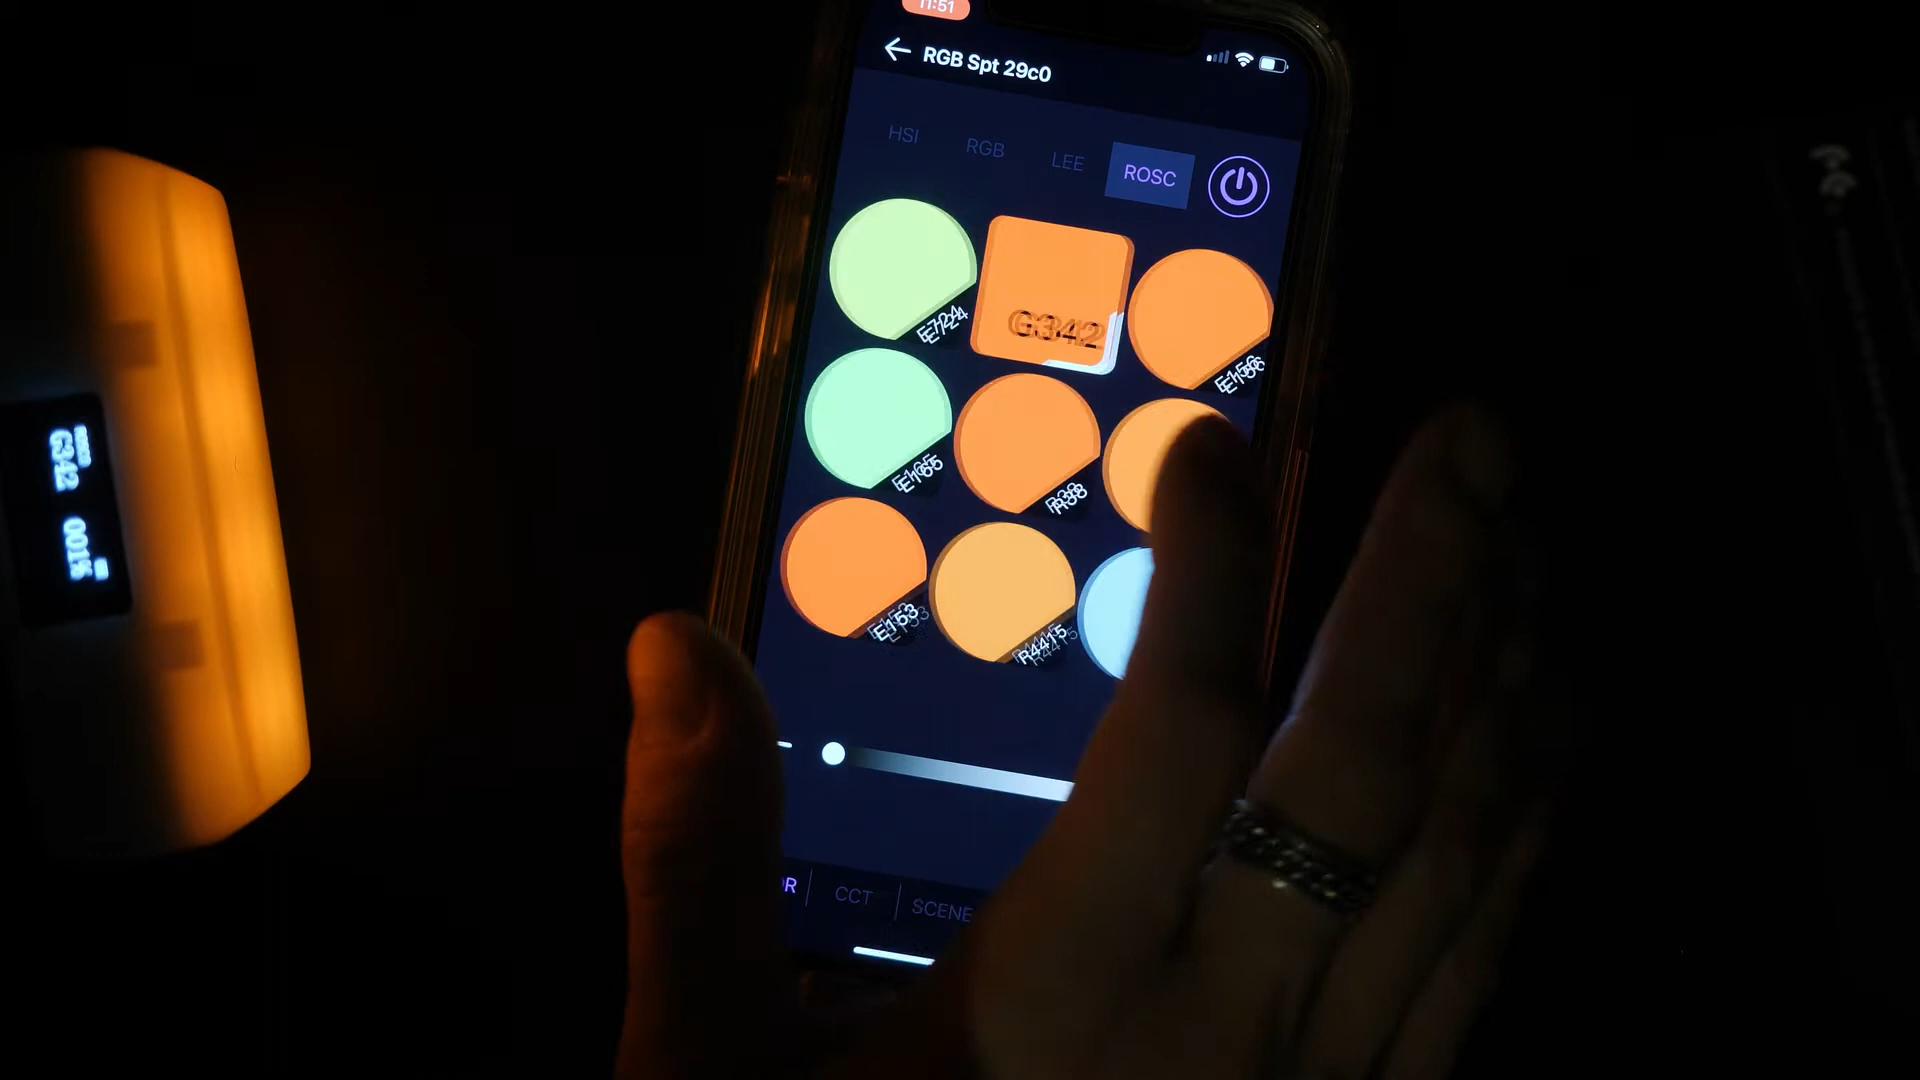 11:51
RGB Spt 29c0
HSI
RGB
LEE
ROSC
G342
E156
E165
R38
E153
R4415
CCT
SCENE
G342
001%